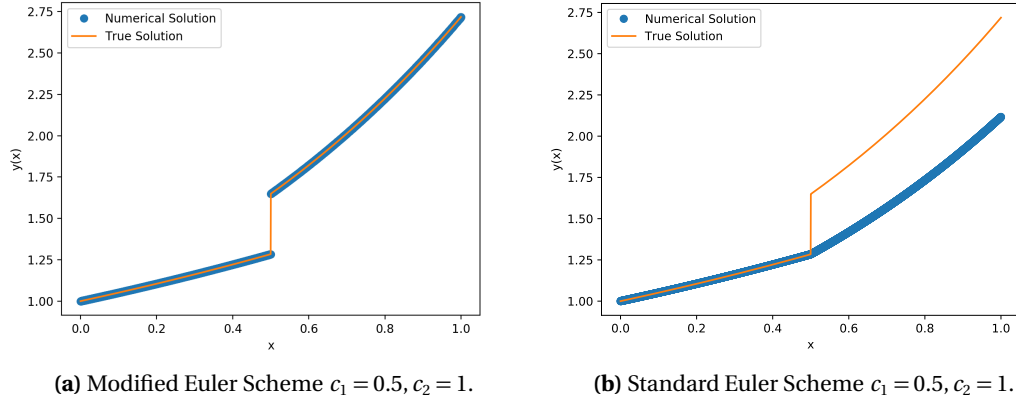 Numerical Solution
True Solution
2.75
2.50
2.25
2.00
1.75
1.50
1.25
1.00
y(x)
0.0 0.2 0.4 0.6 0.8 1.0
x
(a) Modified Euler Scheme c₁ = 0.5, c₂ = 1.
Numerical Solution
True Solution
2.75
2.50
2.25
2.00
1.75
1.50
1.25
1.00
y(x)
0.0 0.2 0.4 0.6 0.8 1.0
x
(b) Standard Euler Scheme c₁ = 0.5, c₂ = 1.